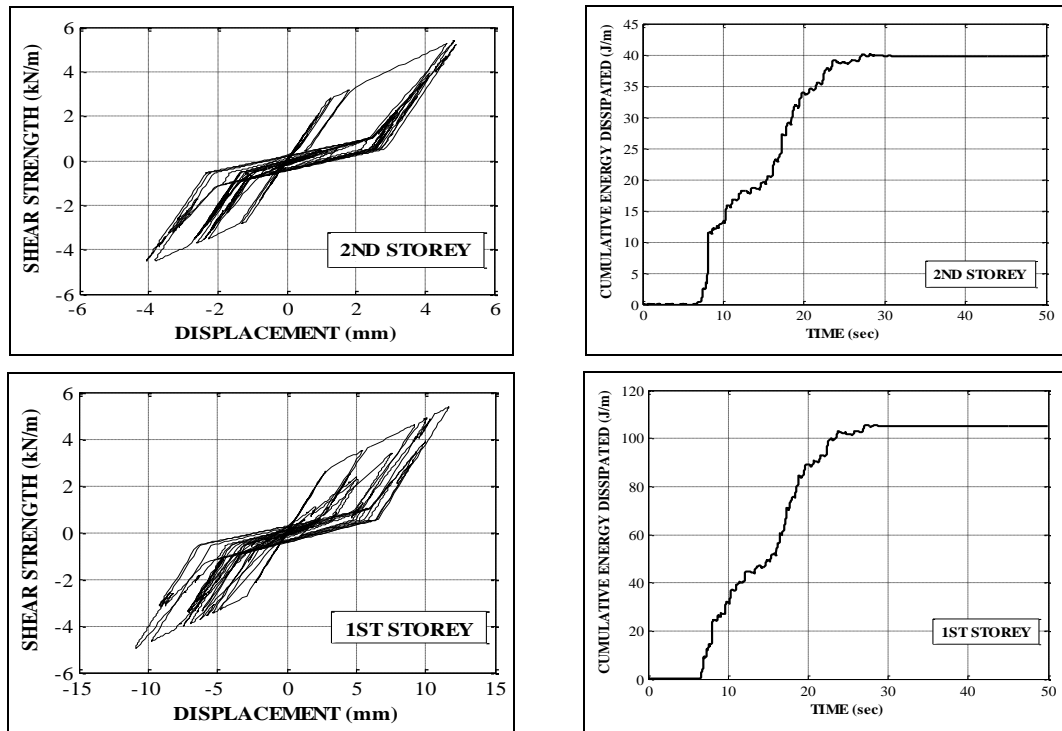 SHEAR STRENGTH (kN/m)
6
4
2
0
-2
-4
-6
-6 -4 -2 0 2 4 6
DISPLACEMENT (mm)
2ND STOREY
CUMULATIVE ENERGY DISSIPATED (J/m)
45
40
35
30
25
20
15
10
5
0
0 10 20 30 40 50
TIME (sec)
2ND STOREY
SHEAR STRENGTH (kN/m)
6
4
2
0
-2
-4
-6
-15 -10 -5 0 5 10 15
DISPLACEMENT (mm)
1ST STOREY
CUMULATIVE ENERGY DISSIPATED (J/m)
120
100
80
60
40
20
0
0 10 20 30 40 50
TIME (sec)
1ST STOREY